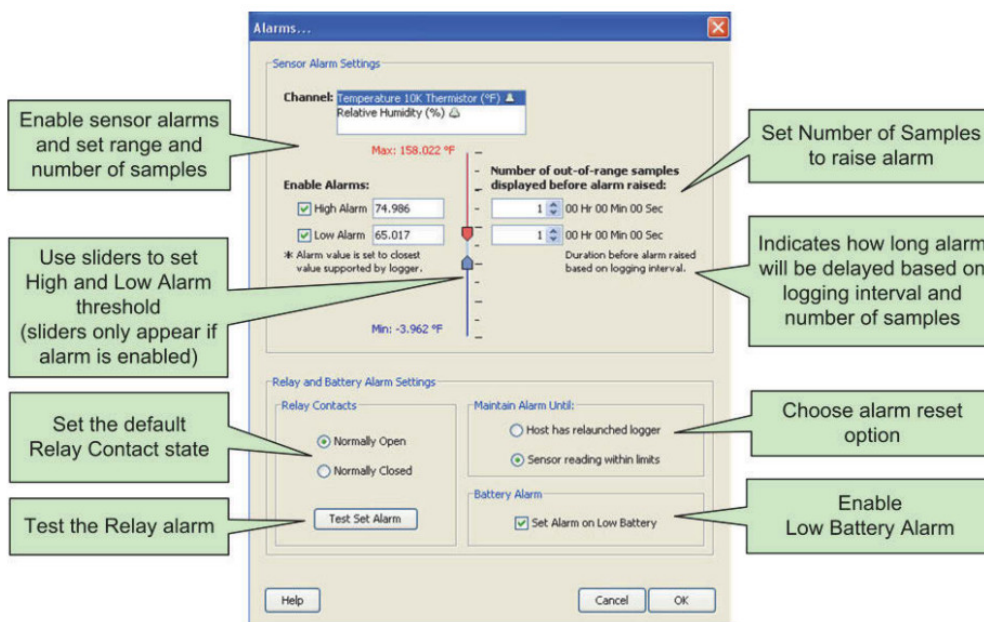 Alarms...
Sensor Alarm Settings
Channel:
Temperature 10K Thermistor (°F)
Relative Humidity (%)
Max: 158.022 °F
Enable Alarms:
High Alarm 74.986
Low Alarm 65.017
* Alarm value is set to closest
value supported by logger.
Min: -3.962 °F
Number of out-of-range samples
displayed before alarm raised:
1 00 Hr 00 Min 00 Sec
1 00 Hr 00 Min 00 Sec
Duration before alarm raised
based on logging interval.
Relay and Battery Alarm Settings
Relay Contacts
Normally Open
Normally Closed
Test Set Alarm
Maintain Alarm Until:
Host has relaunched logger
Sensor reading within limits
Battery Alarm
Set Alarm on Low Battery
Help
Cancel
OK
Enable sensor alarms
and set range and
number of samples
Use sliders to set
High and Low Alarm
threshold
(sliders only appear if
alarm is enabled)
Set the default
Relay Contact state
Test the Relay alarm
Set Number of Samples
to raise alarm
Indicates how long alarm
will be delayed based on
logging interval and
number of samples
Choose alarm reset
option
Enable
Low Battery Alarm